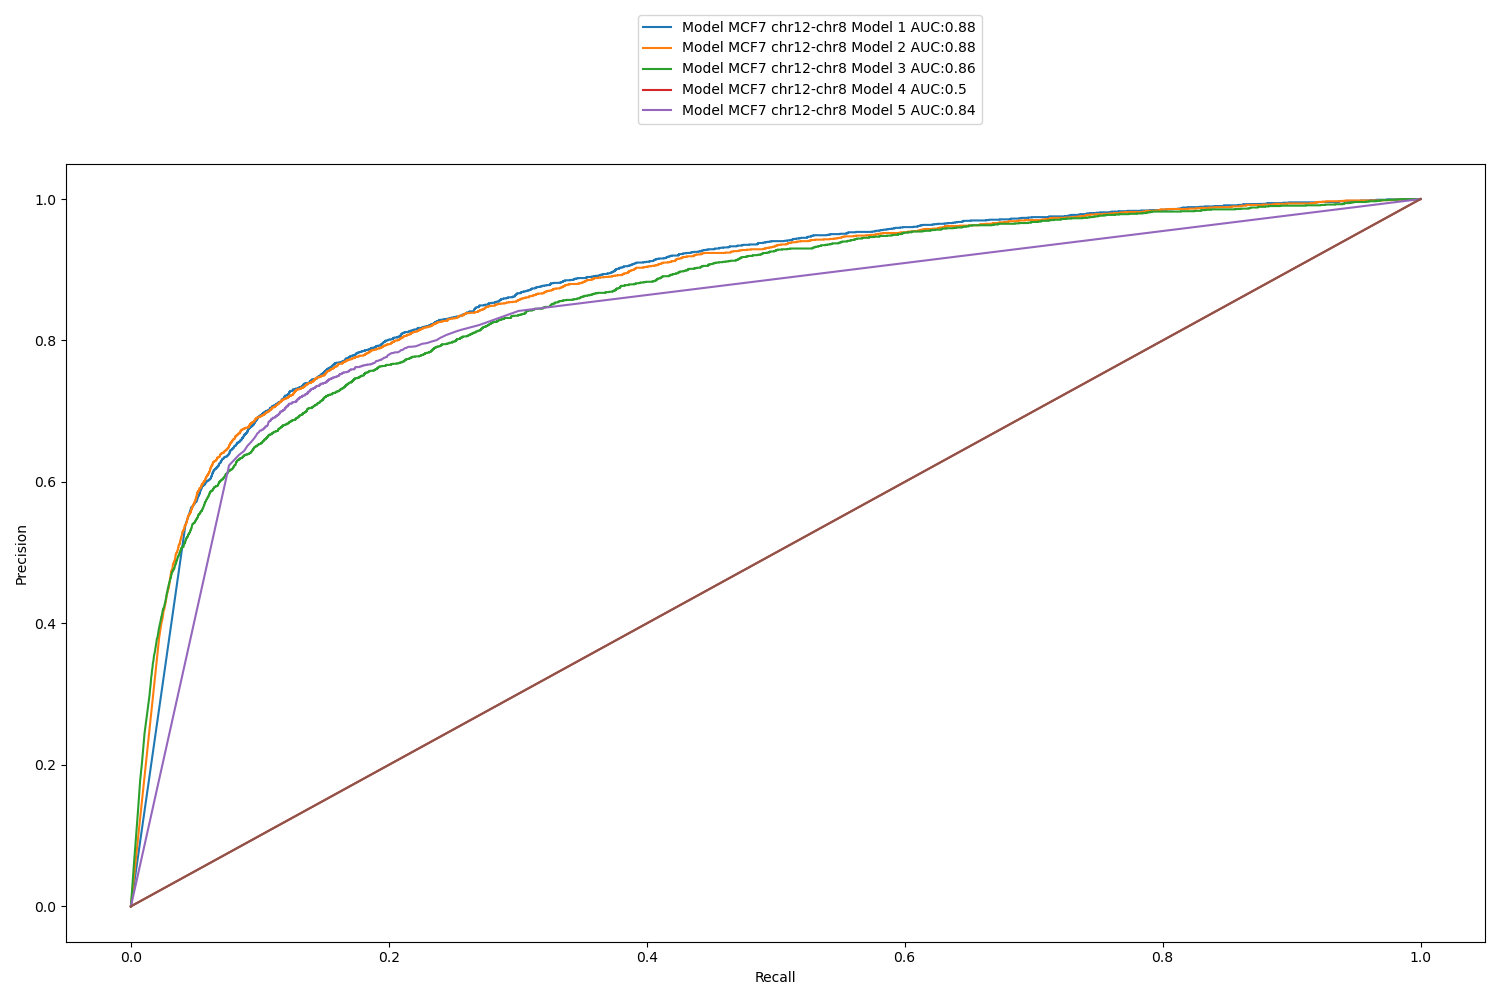 Model MCF7 chr12-chr8 Model 1 AUC:0.88
Model MCF7 chr12-chr8 Model 2 AUC:0.88
Model MCF7 chr12-chr8 Model 3 AUC:0.86
Model MCF7 chr12-chr8 Model 4 AUC:0.5
Model MCF7 chr12-chr8 Model 5 AUC:0.84
1.0
0.8
0.6
0.4
0.2
0.0
Precision
0.0 0.2 0.4 0.6 0.8 1.0
Recall